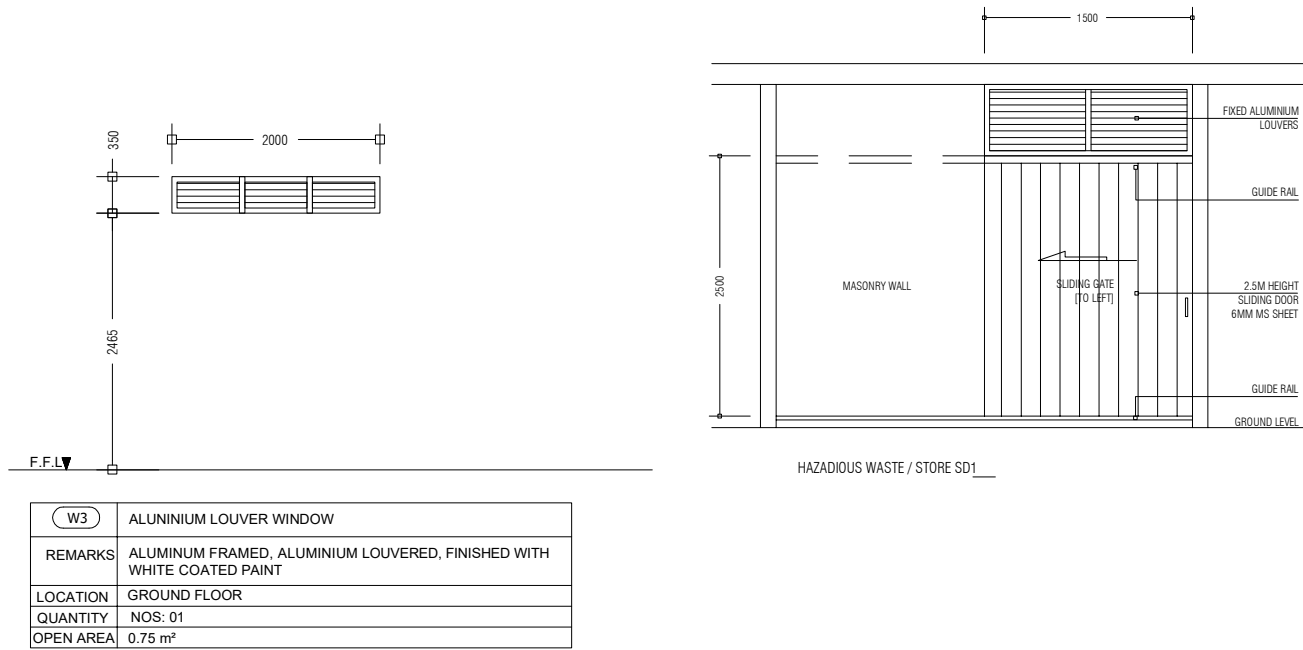 350
2000
2465
F.F.L
W3 ALUNINIUM LOUVER WINDOW
REMARKS ALUMINUM FRAMED, ALUMINIUM LOUVERED, FINISHED WITH
WHITE COATED PAINT
LOCATION GROUND FLOOR
QUANTITY NOS: 01
OPEN AREA 0.75 m²
1500
FIXED ALUMINIUM
LOUVERS
GUIDE RAIL
2500
MASONRY WALL
SLIDING GATE
[TO LEFT]
2.5M HEIGHT
SLIDING DOOR
6MM MS SHEET
GUIDE RAIL
GROUND LEVEL
HAZADIOUS WASTE / STORE SD1